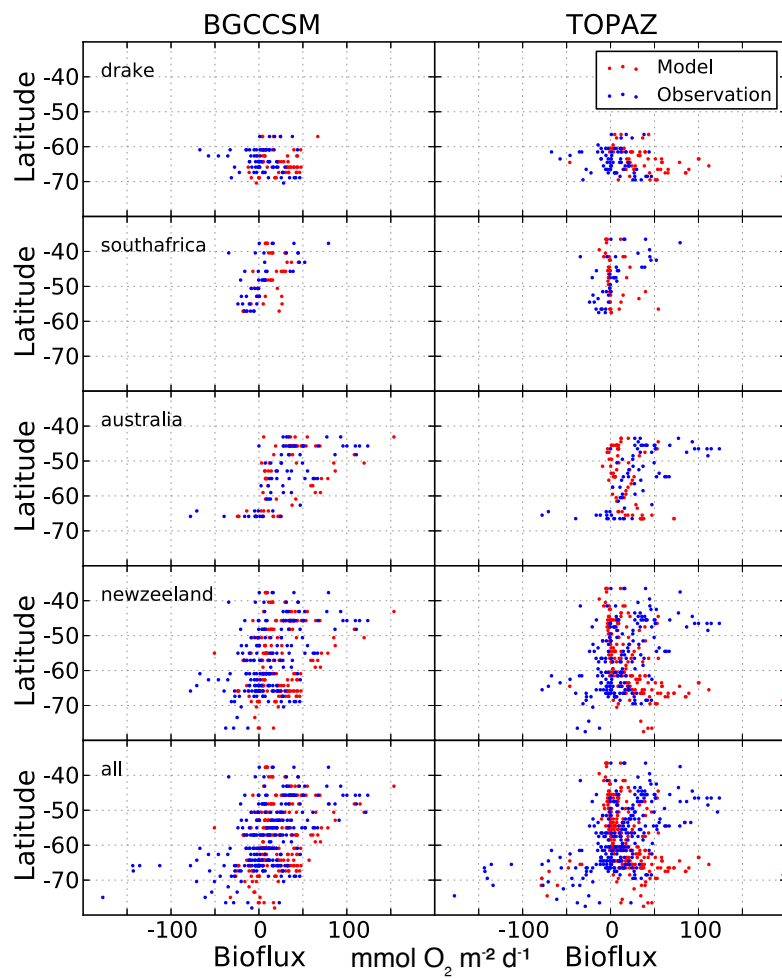 BGCCSM TOPAZ
Latitude
-40
-50
-60
-70
drake
Model
Observation
Latitude
-40
-50
-60
-70
southafrica
Latitude
-40
-50
-60
-70
australia
Latitude
-40
-50
-60
-70
newzeeland
Latitude
-40
-50
-60
-70
all
-100 0 100 -100 0 100
Bioflux mmol O₂ m⁻² d⁻¹ Bioflux